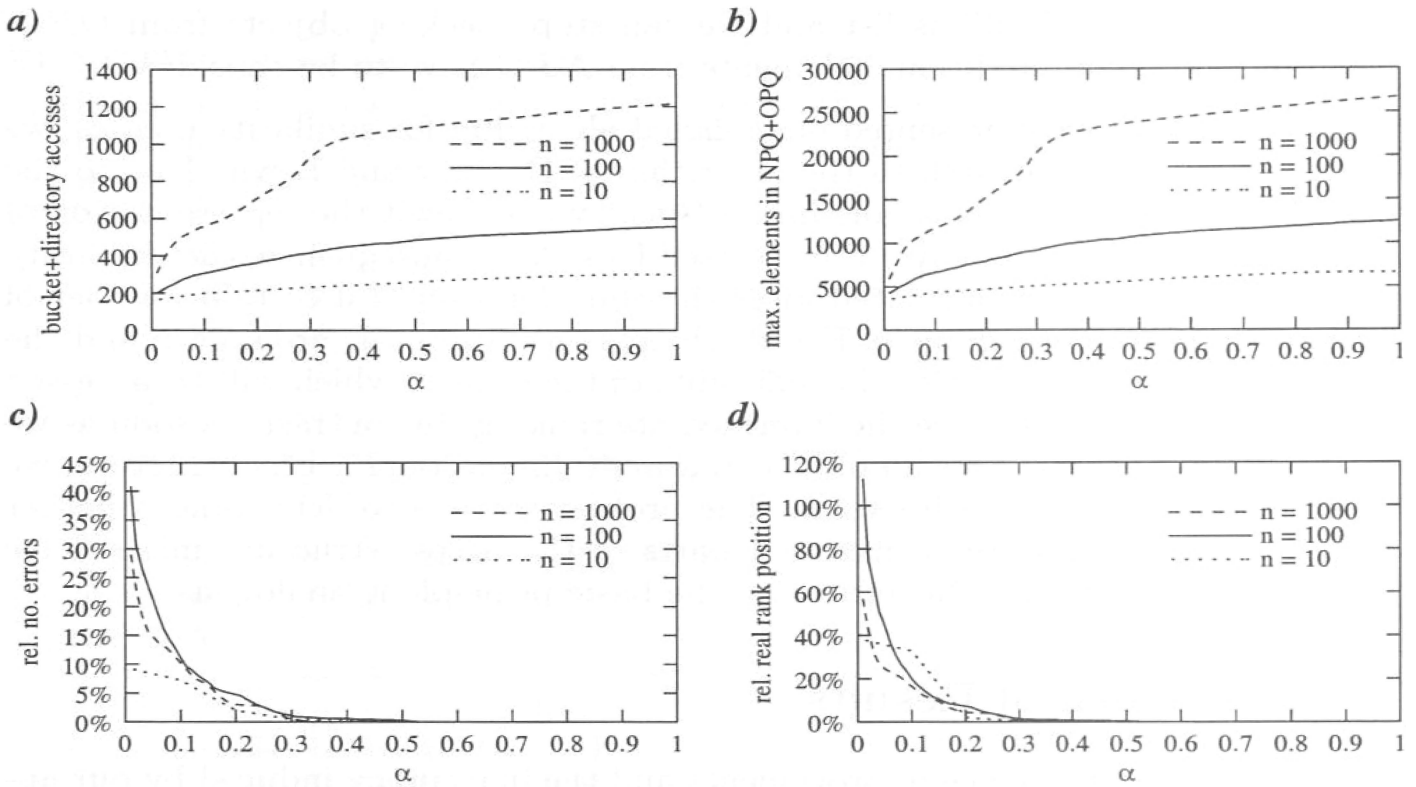 a)
bucket+directory accesses
1400
1200
1000
800
600
400
200
0
n = 1000
n = 100
n = 10
0 0.1 0.2 0.3 0.4 0.5 0.6 0.7 0.8 0.9 1
α
b)
max. elements in NPQ+OPQ
30000
25000
20000
15000
10000
5000
0
n = 1000
n = 100
n = 10
0 0.1 0.2 0.3 0.4 0.5 0.6 0.7 0.8 0.9 1
α
c)
rel. no. errors
45%
40%
35%
30%
25%
20%
15%
10%
5%
0%
n = 1000
n = 100
n = 10
0 0.1 0.2 0.3 0.4 0.5 0.6 0.7 0.8 0.9 1
α
d)
rel. real rank position
120%
100%
80%
60%
40%
20%
0%
n = 1000
n = 100
n = 10
0 0.1 0.2 0.3 0.4 0.5 0.6 0.7 0.8 0.9 1
α